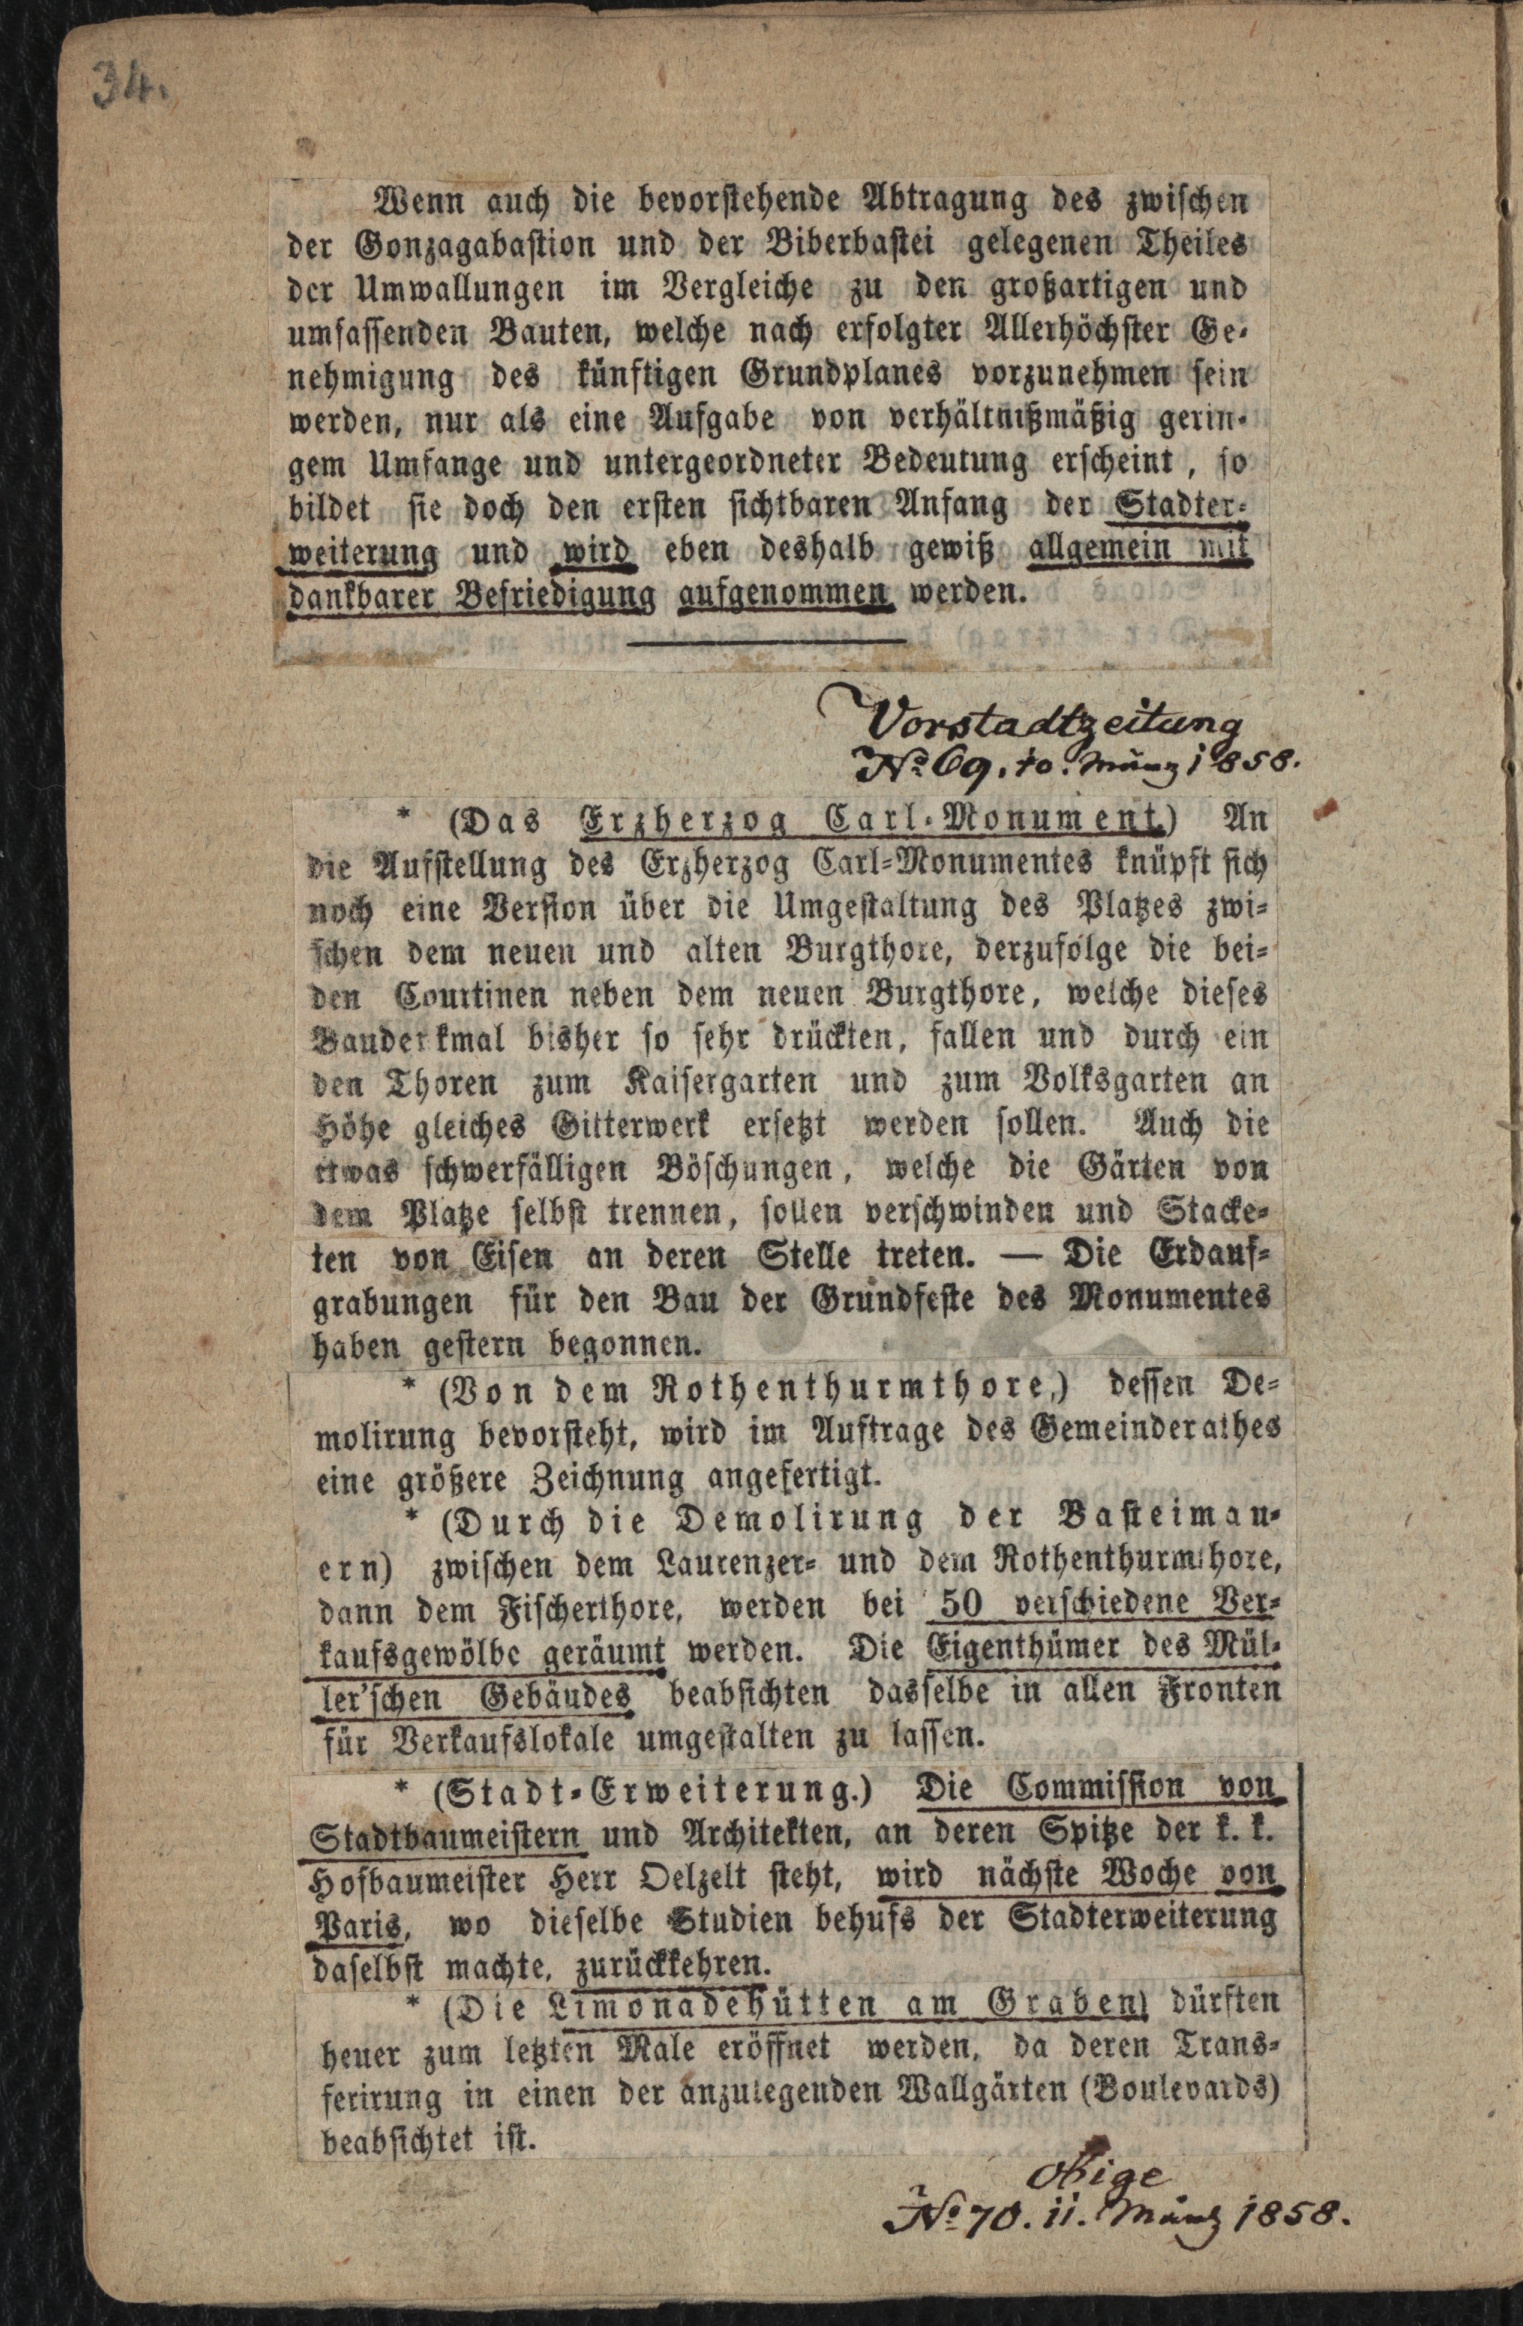 34.
Wenn auch die bevorstehende Abtragung des zwischen
der Gonzagabastion und der Biberbastei gelegenen Theiles
der Umwallungen im Vergleiche zu den großartigen und
umfassenden Bauten, welche nach erfolgter Allerhöchster Ge-
nehmigung des künftigen Grundplanes vorzunehmen sein
werden, nur als eine Aufgabe von verhältnißmäßig gerin-
gem Umfange und untergeordneter Bedeutung erscheint, so
bildet sie doch den ersten sichtbaren Anfang der Stadter-
weiterung und wird eben deshalb gewiß allgemein mit
dankbarer Befriedigung aufgenommen werden.
Vorstadtzeitung
No 69. 10. März 1858.
* (Das Erzherzog Carl-Monument.) An
die Aufstellung des Erzherzog Carl-Monumentes knüpft sich
noch eine Version über die Umgestaltung des Platzes zwi-
schen dem neuen und alten Burgthore, derzufolge die bei-
den Courtinen neben dem neuen Burgthore, welche dieses
Baudenkmal bisher so sehr drückten, fallen und durch ein
den Thoren zum Kaisergarten und zum Volksgarten an
Höhe gleiches Gitterwerk ersetzt werden sollen. Auch die
etwas schwerfälligen Böschungen, welche die Gärten von
dem Platze selbst trennen, sollen verschwinden und Stacke-
ten von Eisen an deren Stelle treten. — Die Erdauf-
grabungen für den Bau der Grundfeste des Monumentes
haben gestern begonnen.
* (Von dem Rothenthurmthore,) dessen De-
molirung bevorsteht, wird im Auftrage des Gemeinderathes
eine größere Zeichnung angefertigt.
* (Durch die Demolirung der Basteimau-
ern) zwischen dem Laurenzer- und dem Rothenthurmthore,
dann dem Fischerthore, werden bei 50 verschiedene Ver-
kaufsgewölbe geräumt werden. Die Eigenthümer des Mül-
ler'schen Gebäudes beabsichten dasselbe in allen Fronten
für Verkaufslokale umgestalten zu lassen.
* (Stadt-Erweiterung.) Die Commission von
Stadtbaumeistern und Architekten, an deren Spitze der k. k.
Hofbaumeister Herr Oelzelt steht, wird nächste Woche von
Paris, wo dieselbe Studien behufs der Stadterweiterung
daselbst machte, zurückkehren.
* (Die Limonadehütten am Graben) dürften
heuer zum letzten Male eröffnet werden, da deren Trans-
ferirung in einen der anzulegenden Wallgärten (Boulevards)
beabsichtet ist.
obige
No 70. 11. März 1858.